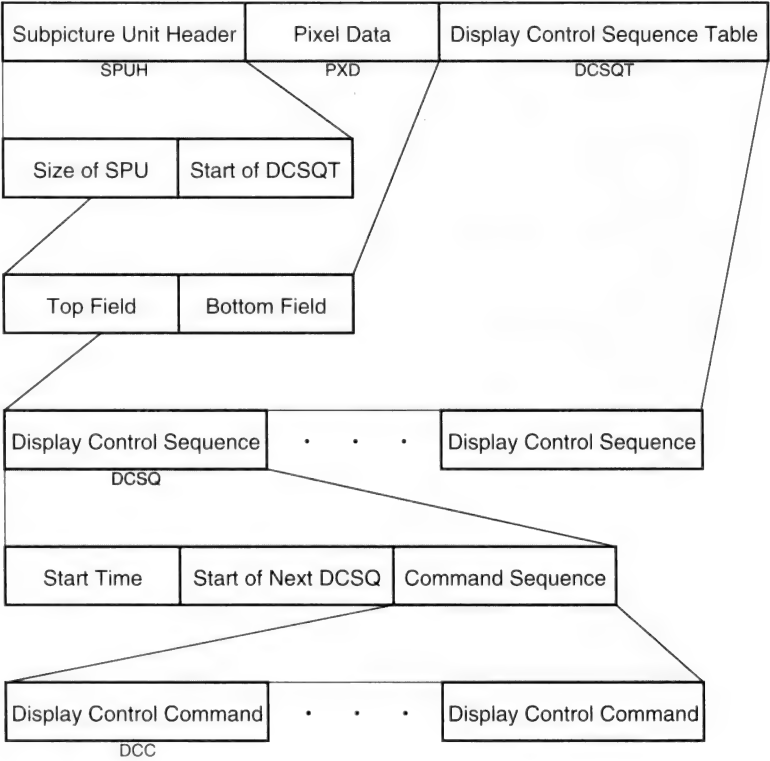 Subpicture Unit Header Pixel Data Display Control Sequence Table
SPUH PXD DCSQT
Size of SPU Start of DCSQT
Top Field Bottom Field
Display Control Sequence . . . Display Control Sequence
DCSQ
Start Time Start of Next DCSQ Command Sequence
Display Control Command . . . Display Control Command
DCC